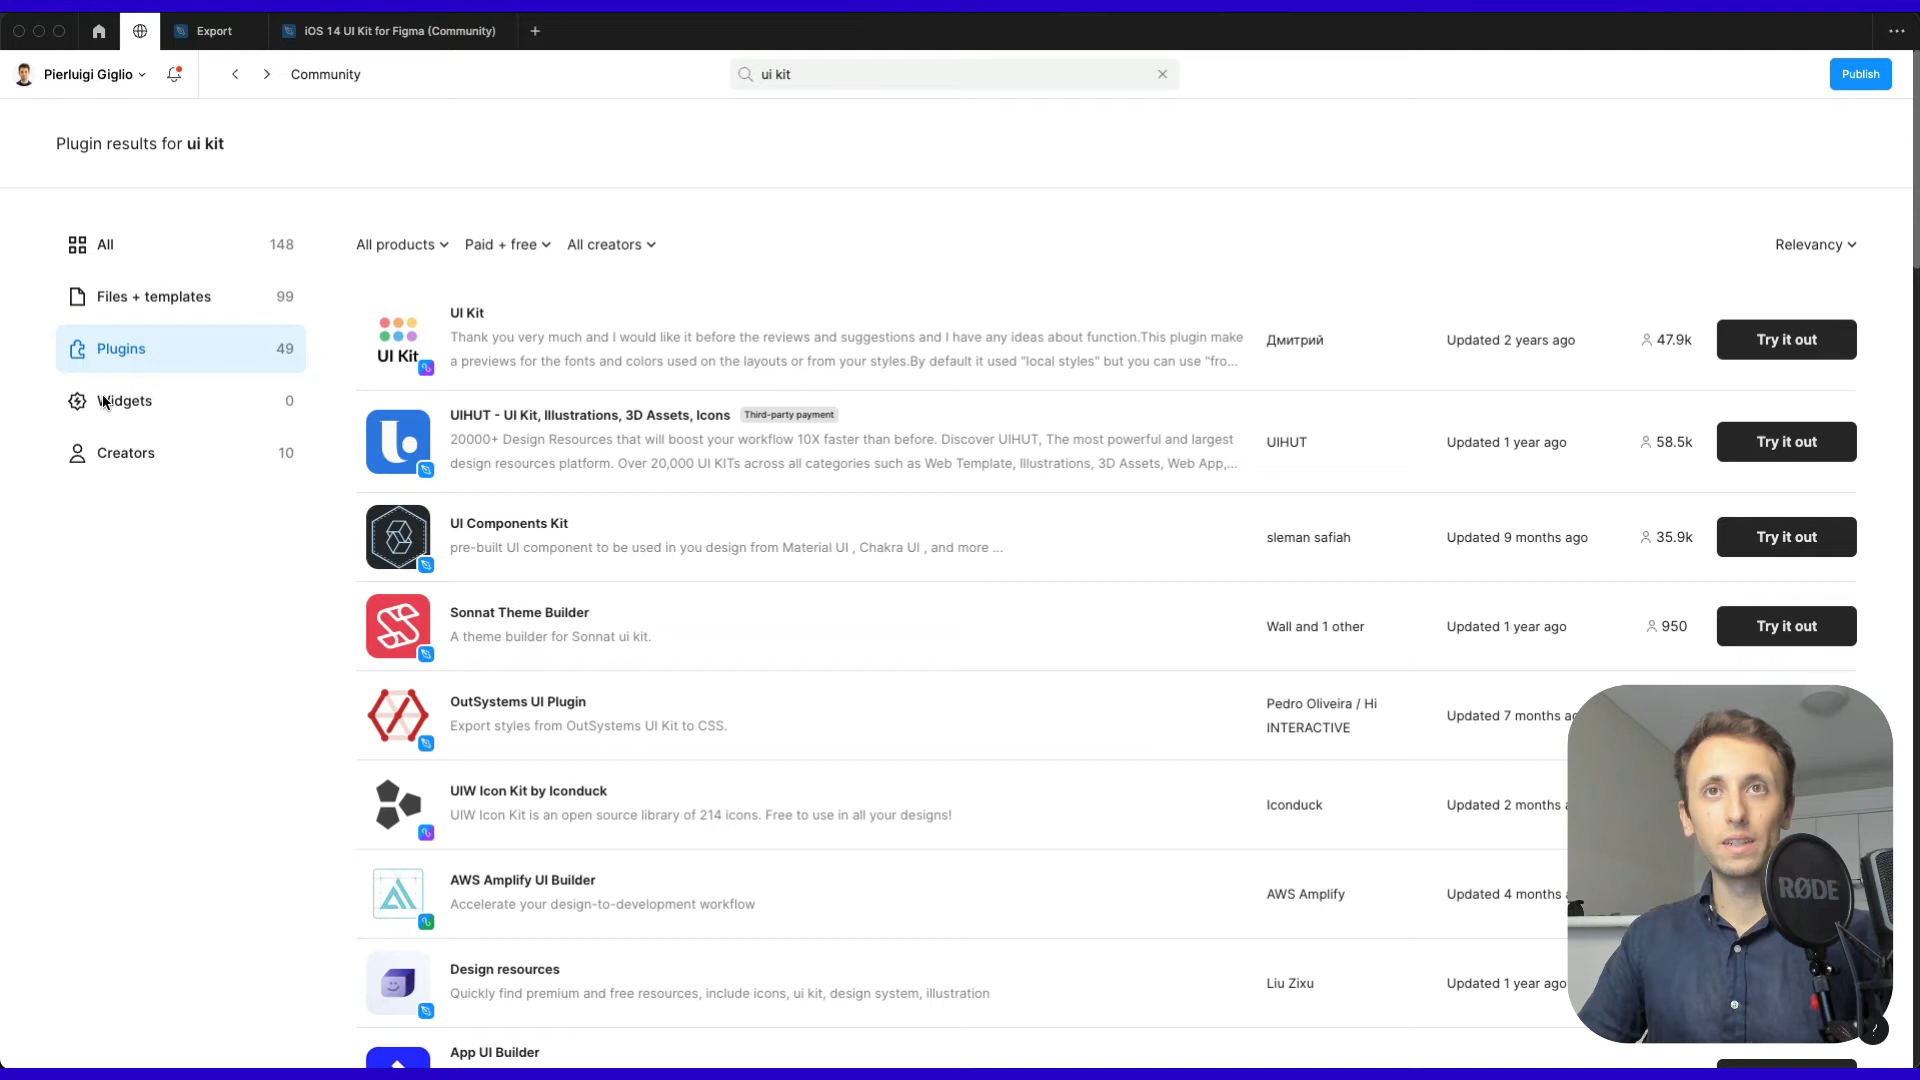 Export
iOS 14 UI Kit for Figma (Community)
Pierluigi Giglio
Community
ui kit
Publish
Plugin results for ui kit
All 148
Files + templates 99
Plugins 49
Widgets 0
Creators 10
All products
Paid + free
All creators
Relevancy
UI Kit
UI Kit
Thank you very much and I would like it before the reviews and suggestions and I have any ideas about function.This plugin make
a previews for the fonts and colors used on the layouts or from your styles.By default it used "local styles" but you can use "fro...
Дмитрий
Updated 2 years ago
47.9k
Try it out
UIHUT - UI Kit, Illustrations, 3D Assets, Icons
Third-party payment
20000+ Design Resources that will boost your workflow 10X faster than before. Discover UIHUT, The most powerful and largest
design resources platform. Over 20,000 UI KITs across all categories such as Web Template, Illustrations, 3D Assets, Web App,...
UIHUT
Updated 1 year ago
58.5k
Try it out
UI Components Kit
pre-built UI component to be used in you design from Material UI , Chakra UI , and more ...
sleman safiah
Updated 9 months ago
35.9k
Try it out
Sonnat Theme Builder
A theme builder for Sonnat ui kit.
Wall and 1 other
Updated 1 year ago
950
Try it out
OutSystems UI Plugin
Export styles from OutSystems UI Kit to CSS.
Pedro Oliveira / Hi
INTERACTIVE
Updated 7 months
UIW Icon Kit by Iconduck
UIW Icon Kit is an open source library of 214 icons. Free to use in all your designs!
Iconduck
Updated 2 months
AWS Amplify UI Builder
Accelerate your design-to-development workflow
AWS Amplify
Updated 4 months
Design resources
Quickly find premium and free resources, include icons, ui kit, design system, illustration
Liu Zixu
Updated 1 year ago
App UI Builder
RØDE